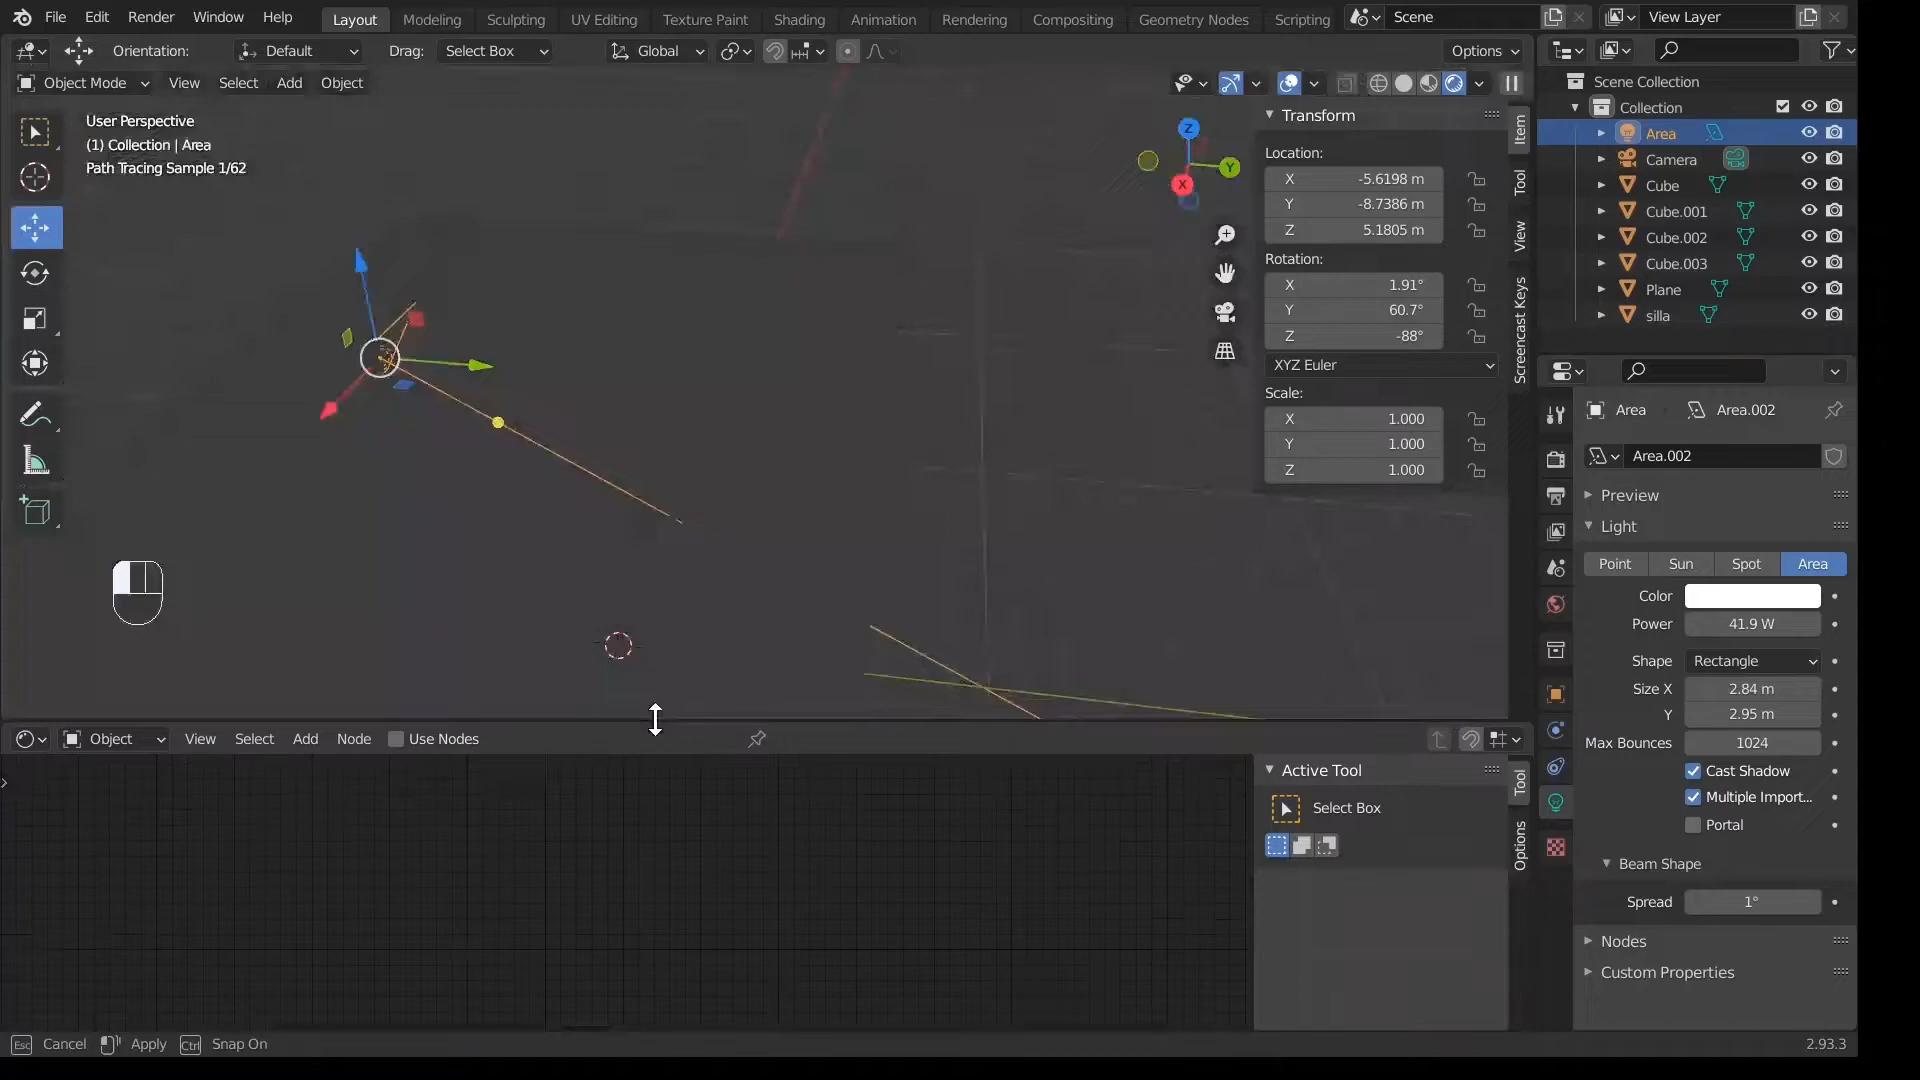 File Edit Render Window Help Layout Modeling Sculpting UV Editing Texture Paint Shading Animation Rendering Compositing Geometry Nodes Scripting Scene View Layer
Orientation: Default Drag: Select Box Global Options
Object Mode View Select Add Object
User Perspective
(1) Collection | Area
Path Tracing Sample 1/62
Z
Y
X
Transform
Location:
X -5.6198 m
Y -8.7386 m
Z 5.1805 m
Rotation:
X 1.91°
Y 60.7°
Z -88°
XYZ Euler
Scale:
X 1.000
Y 1.000
Z 1.000
Item
Tool
View
Screencast Keys
Scene Collection
Collection
Area
Camera
Cube
Cube.001
Cube.002
Cube.003
Plane
silla
Area Area.002
Area.002
Preview
Light
Point Sun Spot Area
Color
Power 41.9 W
Shape Rectangle
Size X 2.84 m
Y 2.95 m
Max Bounces 1024
Cast Shadow
Multiple Import...
Portal
Beam Shape
Spread 1°
Nodes
Custom Properties
Object View Select Add Node Use Nodes
Active Tool
Select Box
Tool
Options
Esc Cancel Apply Ctrl Snap On 2.93.3